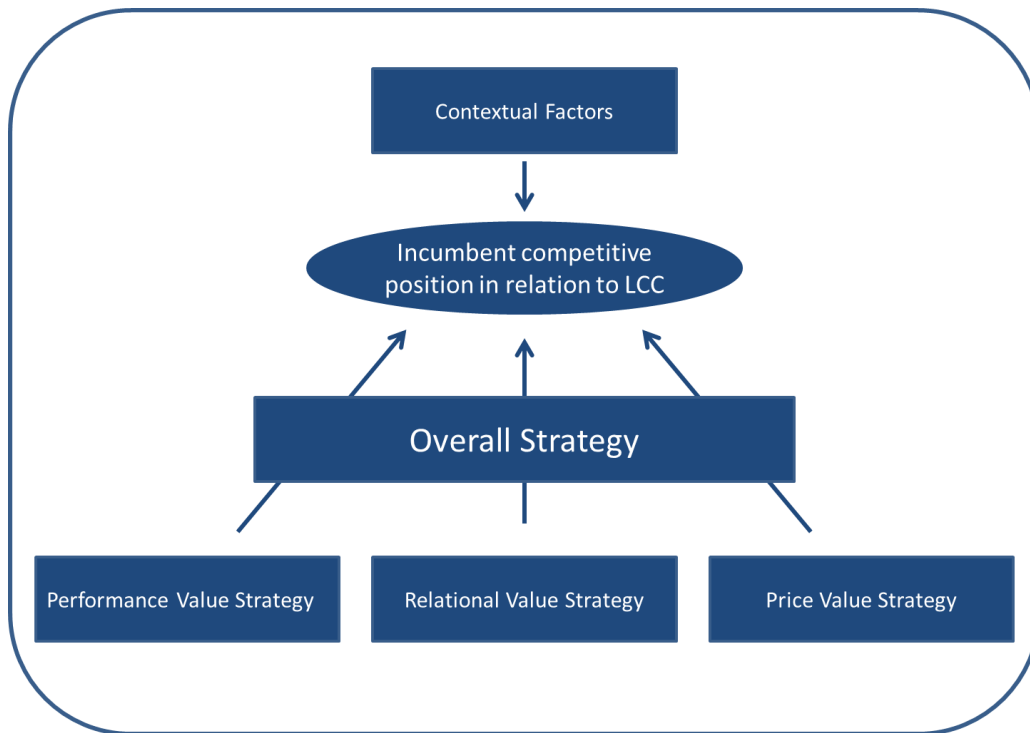 Contextual Factors
Incumbent competitive
position in relation to LCC
Overall Strategy
Performance Value Strategy
Relational Value Strategy
Price Value Strategy